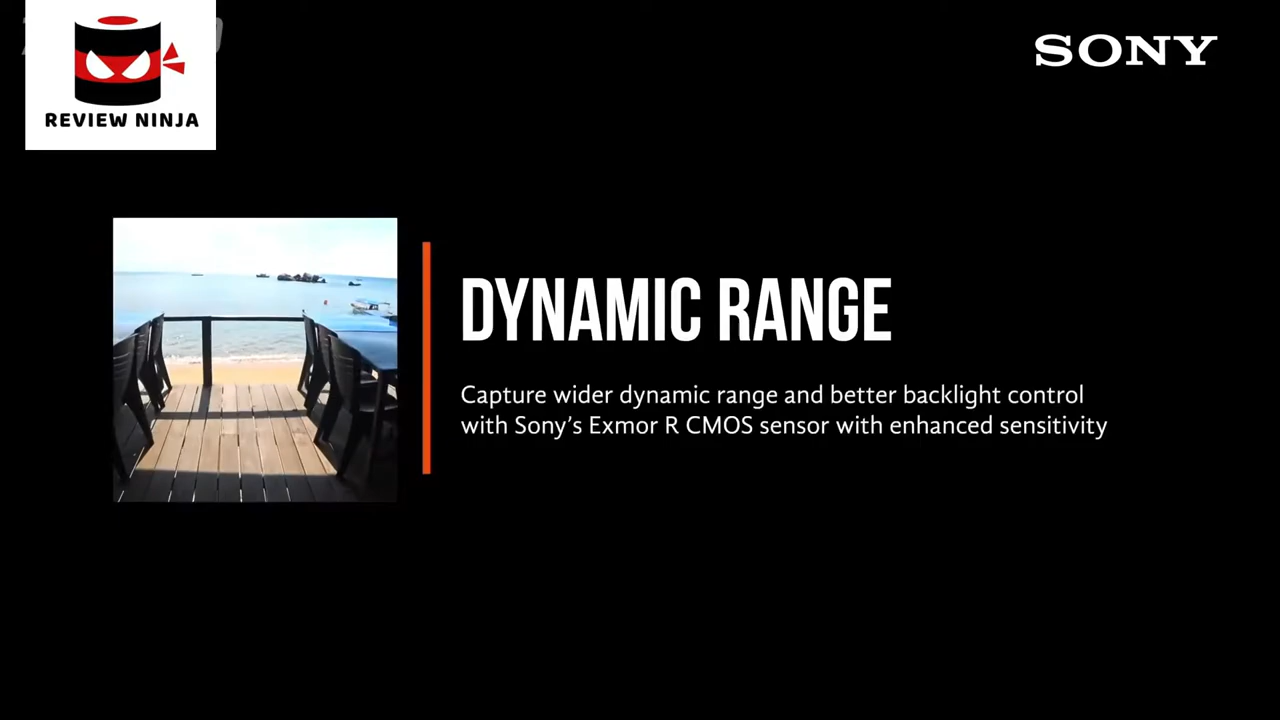 REVIEW NINJA
SONY
DYNAMIC RANGE
Capture wider dynamic range and better backlight control
with Sony's Exmor R CMOS sensor with enhanced sensitivity